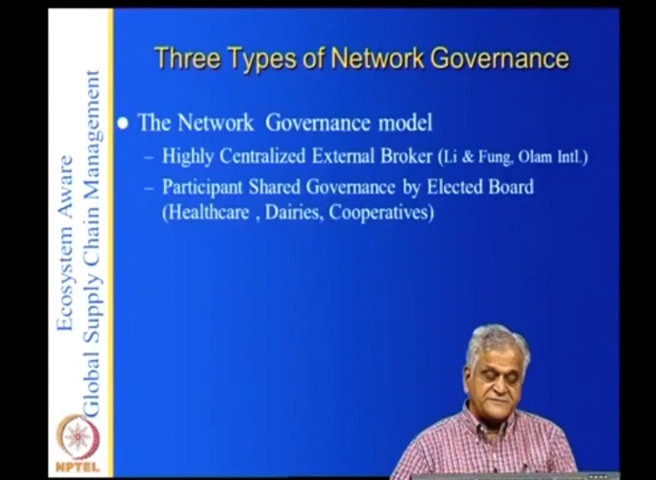 Three Types of Network Governance
Ecosystem Aware
Global Supply Chain Management
The Network Governance model
– Highly Centralized External Broker (Li & Fung, Olam Intl.)
– Participant Shared Governance by Elected Board
(Healthcare , Dairies, Cooperatives)
NPTEL